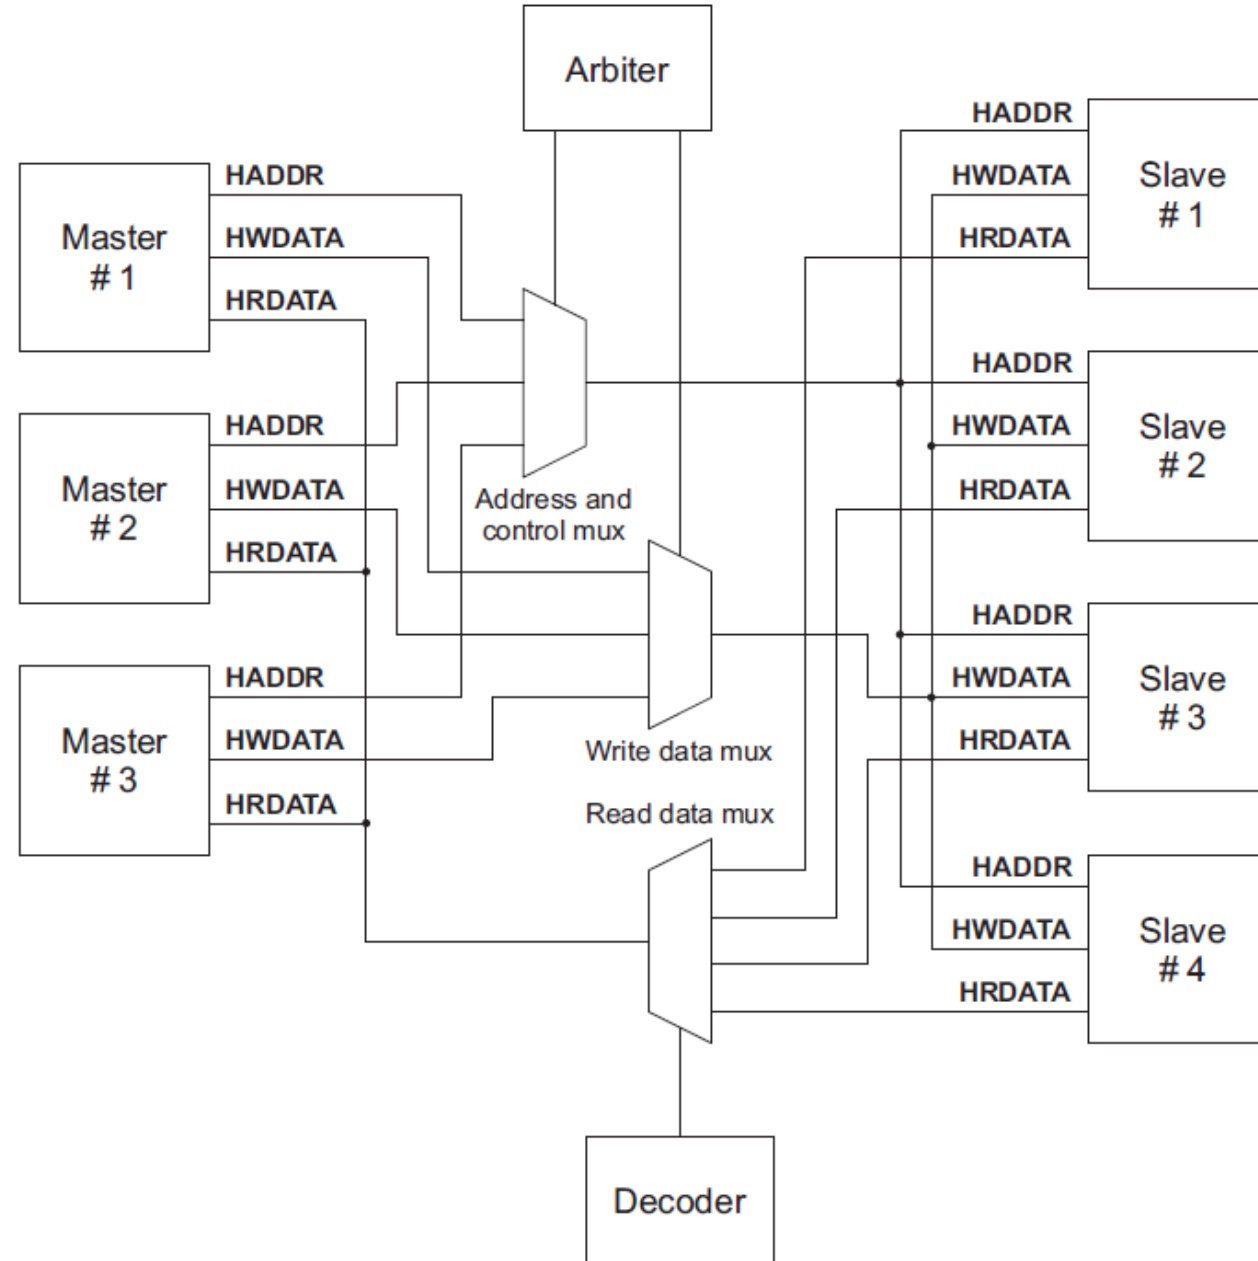 Arbiter
HADDR
HWDATA
HRDATA
Master
# 1
HADDR
HWDATA
HRDATA
Master
# 2
HADDR
HWDATA
HRDATA
Master
# 3
Address and
control mux
Write data mux
Read data mux
HADDR
HWDATA
HRDATA
Slave
# 1
HADDR
HWDATA
HRDATA
Slave
# 2
HADDR
HWDATA
HRDATA
Slave
# 3
HADDR
HWDATA
HRDATA
Slave
# 4
Decoder